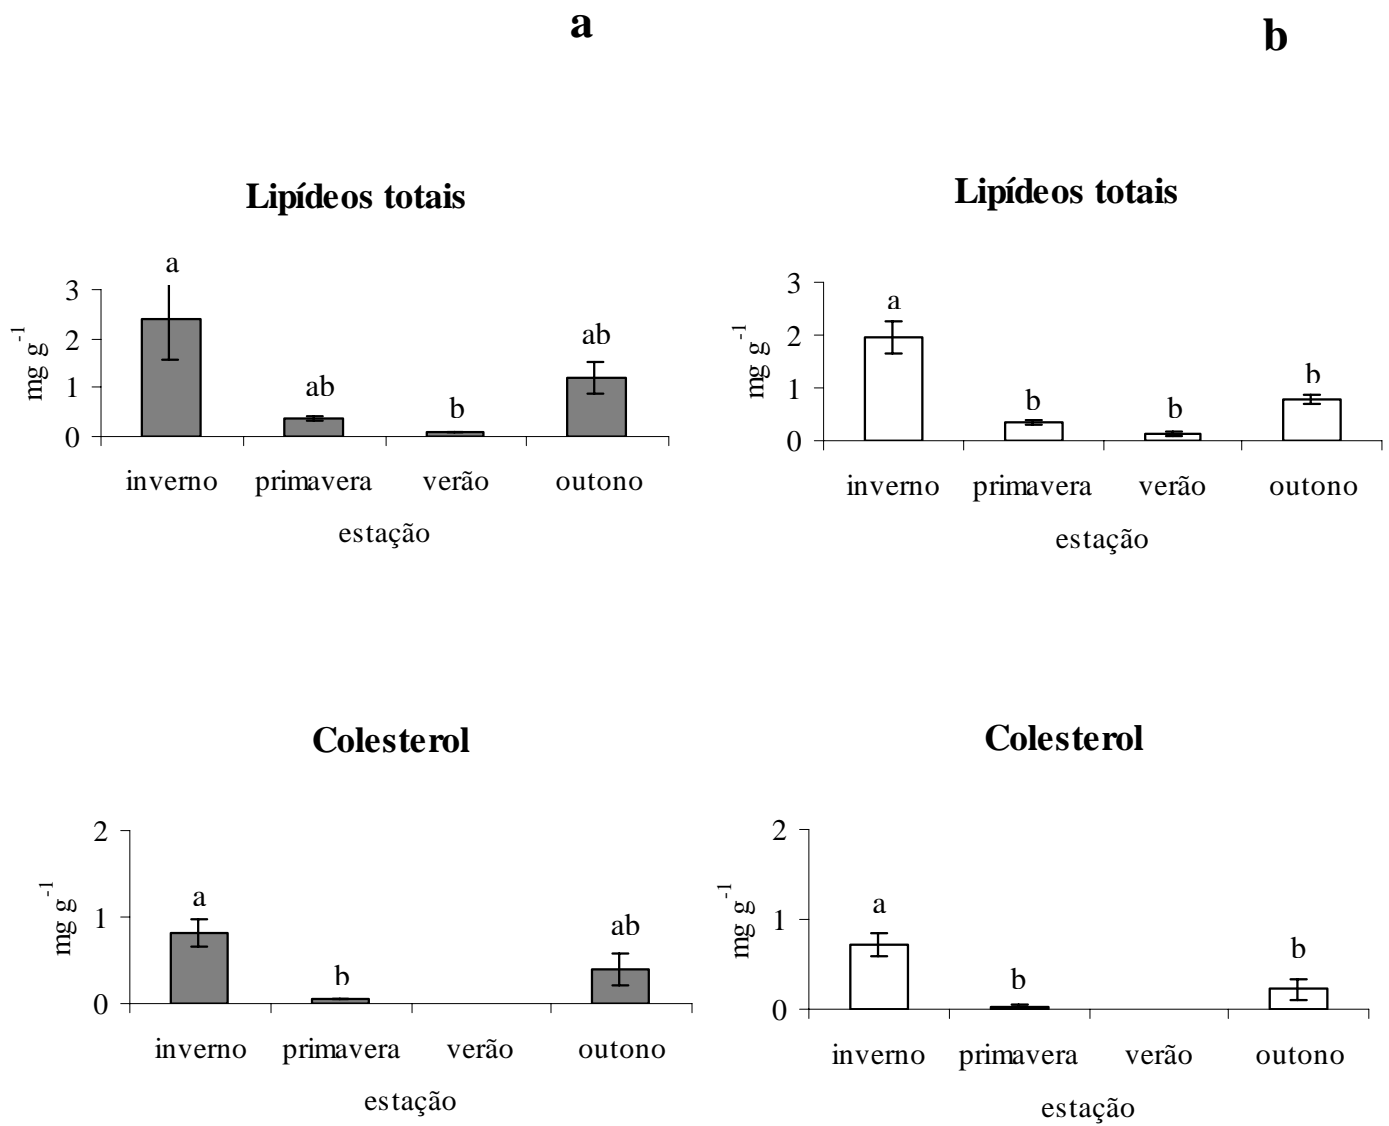 a
b
Lipídeos totais
a
3
2
1
0
mg g-1
ab
b
ab
inverno primavera verão outono
estação
Lipídeos totais
3
2
1
0
mg g-1
a
b
b
b
inverno primavera verão outono
estação
Colesterol
2
1
0
mg g-1
a
b
ab
inverno primavera verão outono
estação
Colesterol
2
1
0
mg g-1
a
b
b
inverno primavera verão outono
estação